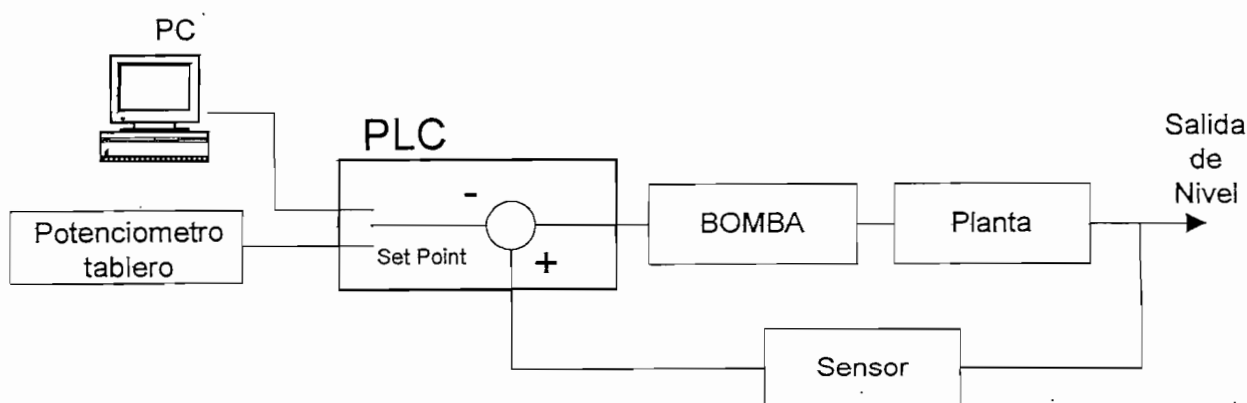 PC
PLC
Salida
de
Nivel
-
BOMBA
Planta
Potenciometro
tablero
Set Point
+
Sensor